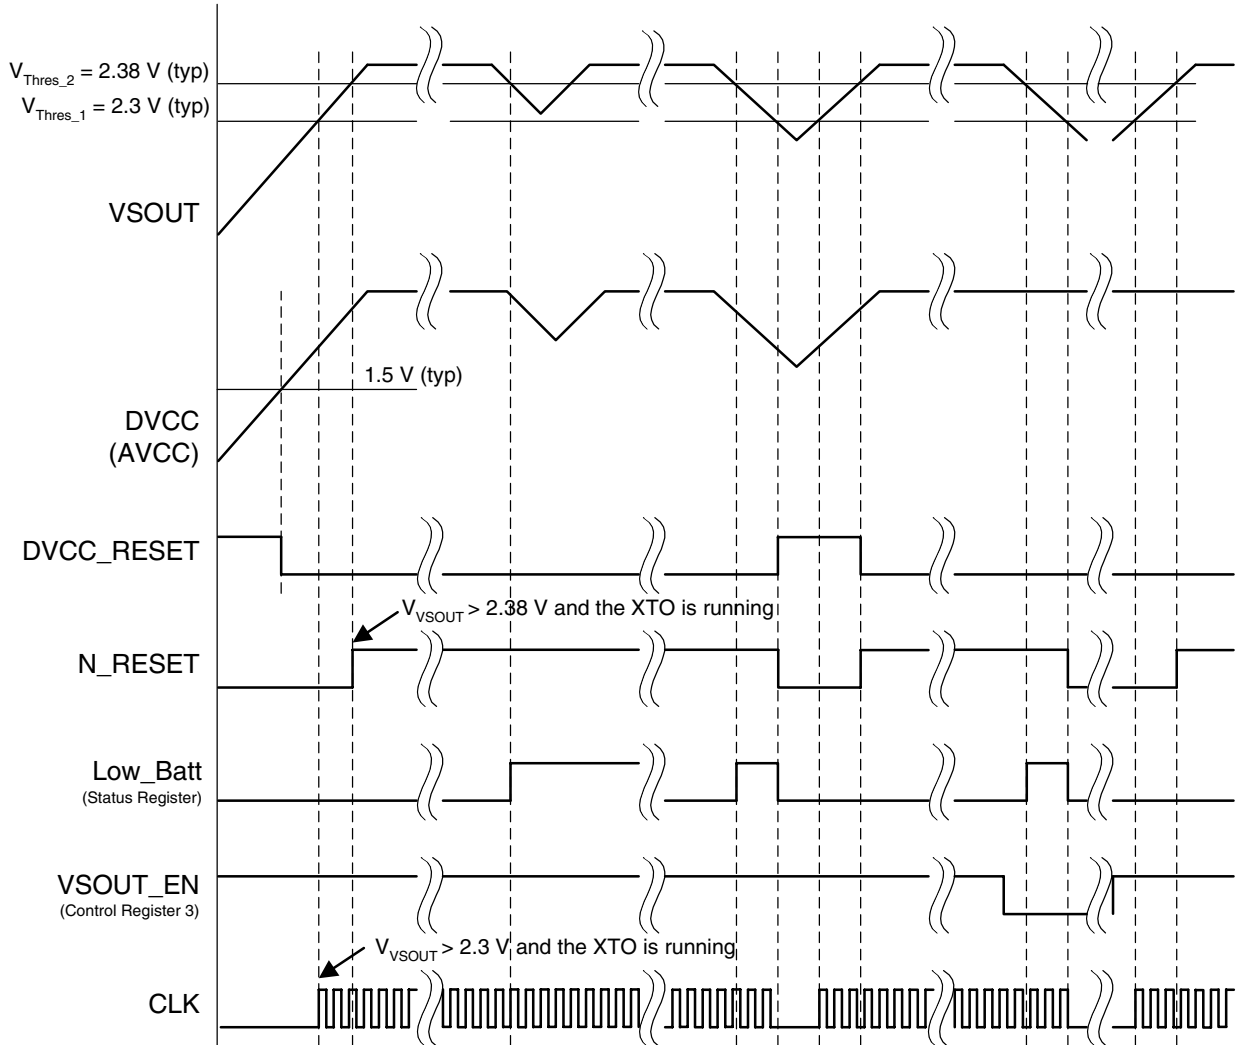 V_Thres_2 = 2.38 V (typ)
V_Thres_1 = 2.3 V (typ)
VSOUT
1.5 V (typ)
DVCC
(AVCC)
DVCC_RESET
V_VSOUT > 2.38 V and the XTO is running
N_RESET
Low_Batt
(Status Register)
VSOUT_EN
(Control Register 3)
V_VSOUT > 2.3 V and the XTO is running
CLK